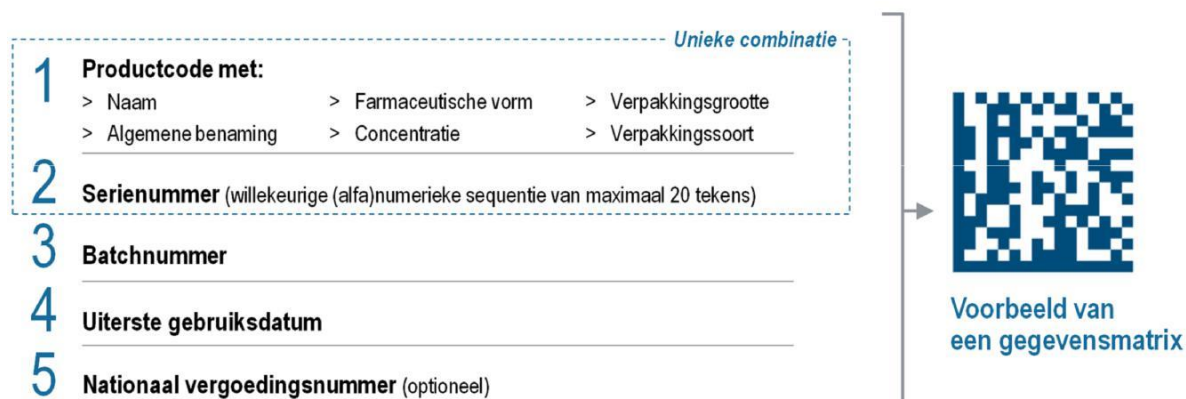 Unieke combinatie
1 Productcode met:
> Naam > Farmaceutische vorm > Verpakkingsgrootte
> Algemene benaming > Concentratie > Verpakkingssoort
2 Serienummer (willekeurige (alfa)numerieke sequentie van maximaal 20 tekens)
3 Batchnummer
4 Uiterste gebruiksdatum
5 Nationaal vergoedingsnummer (optioneel)
Voorbeeld van
een gegevensmatrix